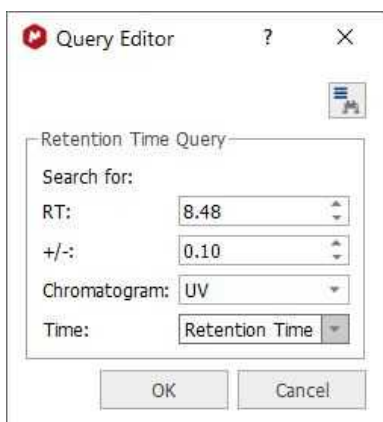 Query Editor ? ×
Retention Time Query
Search for:
RT: 8.48
+/-: 0.10
Chromatogram: UV
Time: Retention Time
OK Cancel